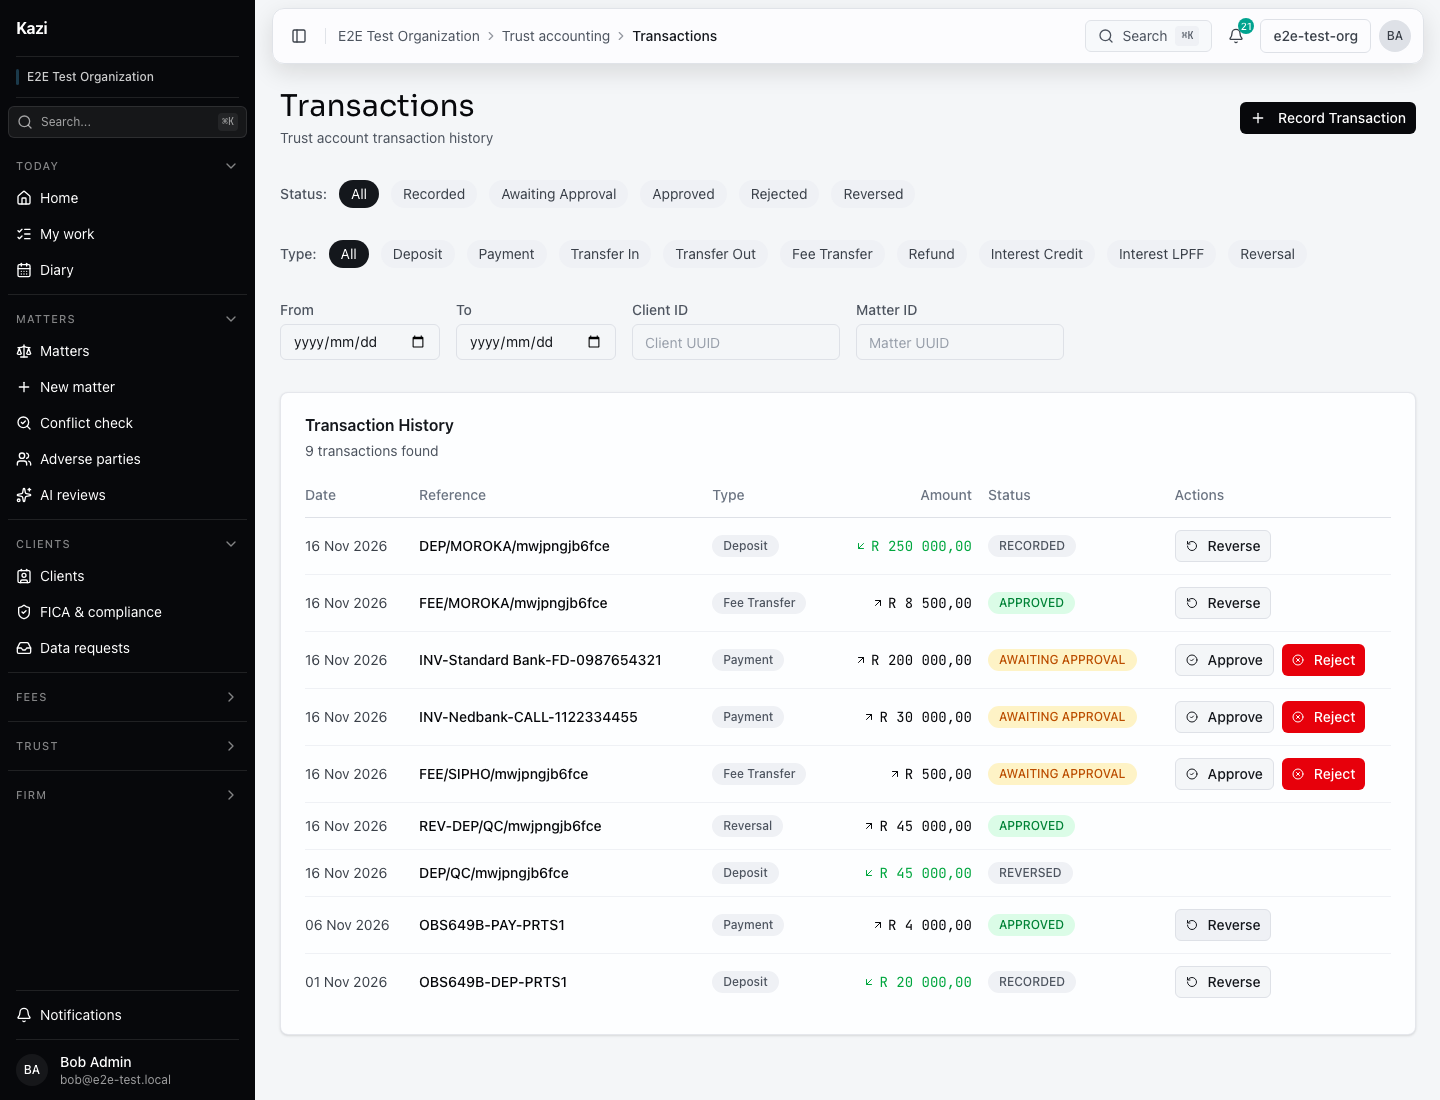 Kazi
E2E Test Organization
Search... ⌘K
TODAY
Home
My work
Diary
MATTERS
Matters
New matter
Conflict check
Adverse parties
AI reviews
CLIENTS
Clients
FICA & compliance
Data requests
FEES
TRUST
FIRM
Notifications
BA
Bob Admin
bob@e2e-test.local
E2E Test Organization > Trust accounting > Transactions
Search ⌘K
21
e2e-test-org
BA
Transactions
Trust account transaction history
Record Transaction
Status: All Recorded Awaiting Approval Approved Rejected Reversed
Type: All Deposit Payment Transfer In Transfer Out Fee Transfer Refund Interest Credit Interest LPFF Reversal
From To Client ID Matter ID
yyyy/mm/dd yyyy/mm/dd Client UUID Matter UUID
Transaction History
9 transactions found
Date Reference Type Amount Status Actions
16 Nov 2026 DEP/MOROKA/mwjpngjb6fce Deposit R 250 000,00 RECORDED Reverse
16 Nov 2026 FEE/MOROKA/mwjpngjb6fce Fee Transfer R 8 500,00 APPROVED Reverse
16 Nov 2026 INV-Standard Bank-FD-0987654321 Payment R 200 000,00 AWAITING APPROVAL Approve Reject
16 Nov 2026 INV-Nedbank-CALL-1122334455 Payment R 30 000,00 AWAITING APPROVAL Approve Reject
16 Nov 2026 FEE/SIPHO/mwjpngjb6fce Fee Transfer R 500,00 AWAITING APPROVAL Approve Reject
16 Nov 2026 REV-DEP/QC/mwjpngjb6fce Reversal R 45 000,00 APPROVED
16 Nov 2026 DEP/QC/mwjpngjb6fce Deposit R 45 000,00 REVERSED
06 Nov 2026 OBS649B-PAY-PRTS1 Payment R 4 000,00 APPROVED Reverse
01 Nov 2026 OBS649B-DEP-PRTS1 Deposit R 20 000,00 RECORDED Reverse